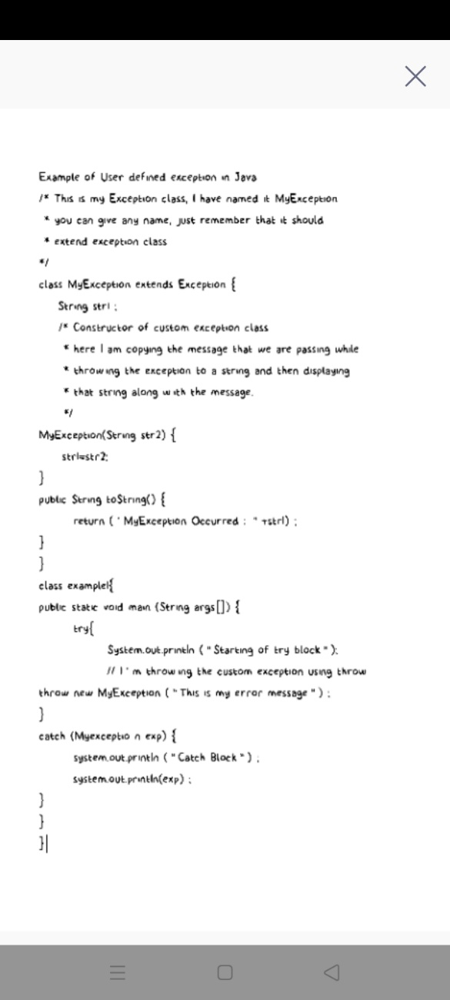 Example of User defined exception in Java
/* This is my Exception class, I have named it MyException
* you can give any name, just remember that it should
* extend exception class
*/
class MyException extends Exception {
String str1 ;
/* Constructor of custom exception class
* here I am copying the message that we are passing while
* throwing the exception to a string and then displaying
* that string along with the message.
*/
MyException(String str2) {
str1=str2;
}
public String toString() {
return ( ' MyException Occurred : " +str1) ;
}
}
class example1{
public static void main (String args[]) {
try{
System.out.println ( " Starting of try block " );
// I ' m throwing the custom exception using throw
throw new MyException ( " This is my error message " ) ;
}
catch (Myexceptio n exp) {
system.out.println ( " Catch Block " ) ;
system.out.println(exp) ;
}
}
}